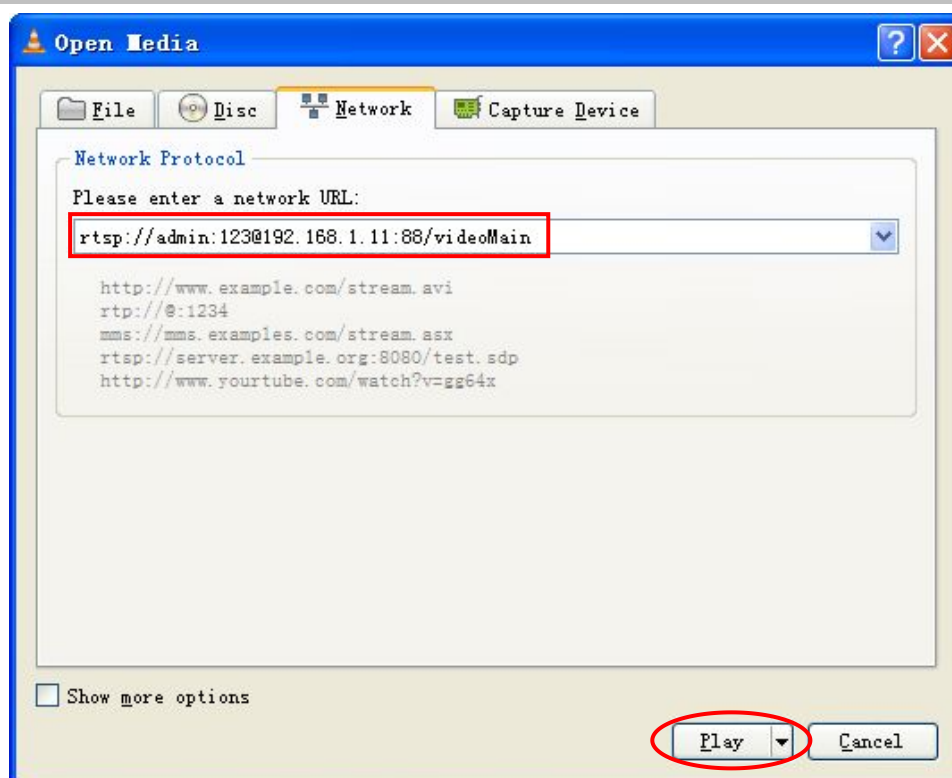 Open Media
File Disc Network Capture Device
Network Protocol
Please enter a network URL:
rtsp://admin:123@192.168.1.11:88/videoMain
http://www.example.com/stream.avi
rtp://@:1234
mms://mms.examples.com/stream.asx
rtsp://server.example.org:8080/test.sdp
http://www.yourtube.com/watch?v=gg64x
Show more options
Play Cancel